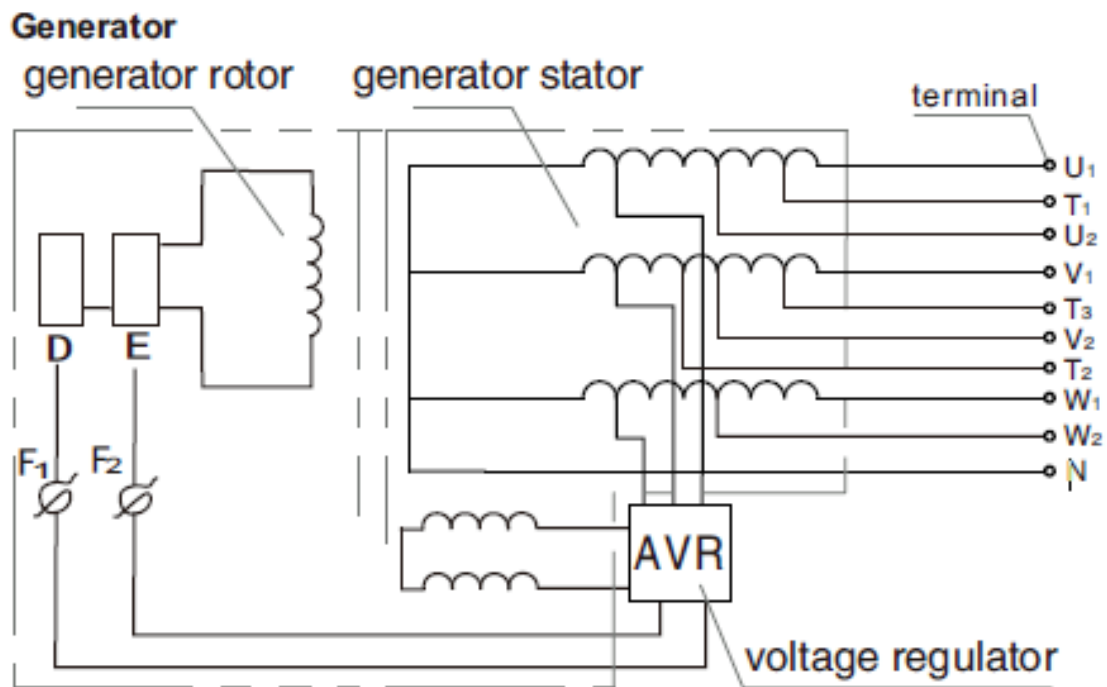 Generator
generator rotor
generator stator
terminal
U1
T1
U2
V1
T3
V2
T2
W1
W2
N
D
E
F1
F2
AVR
voltage regulator